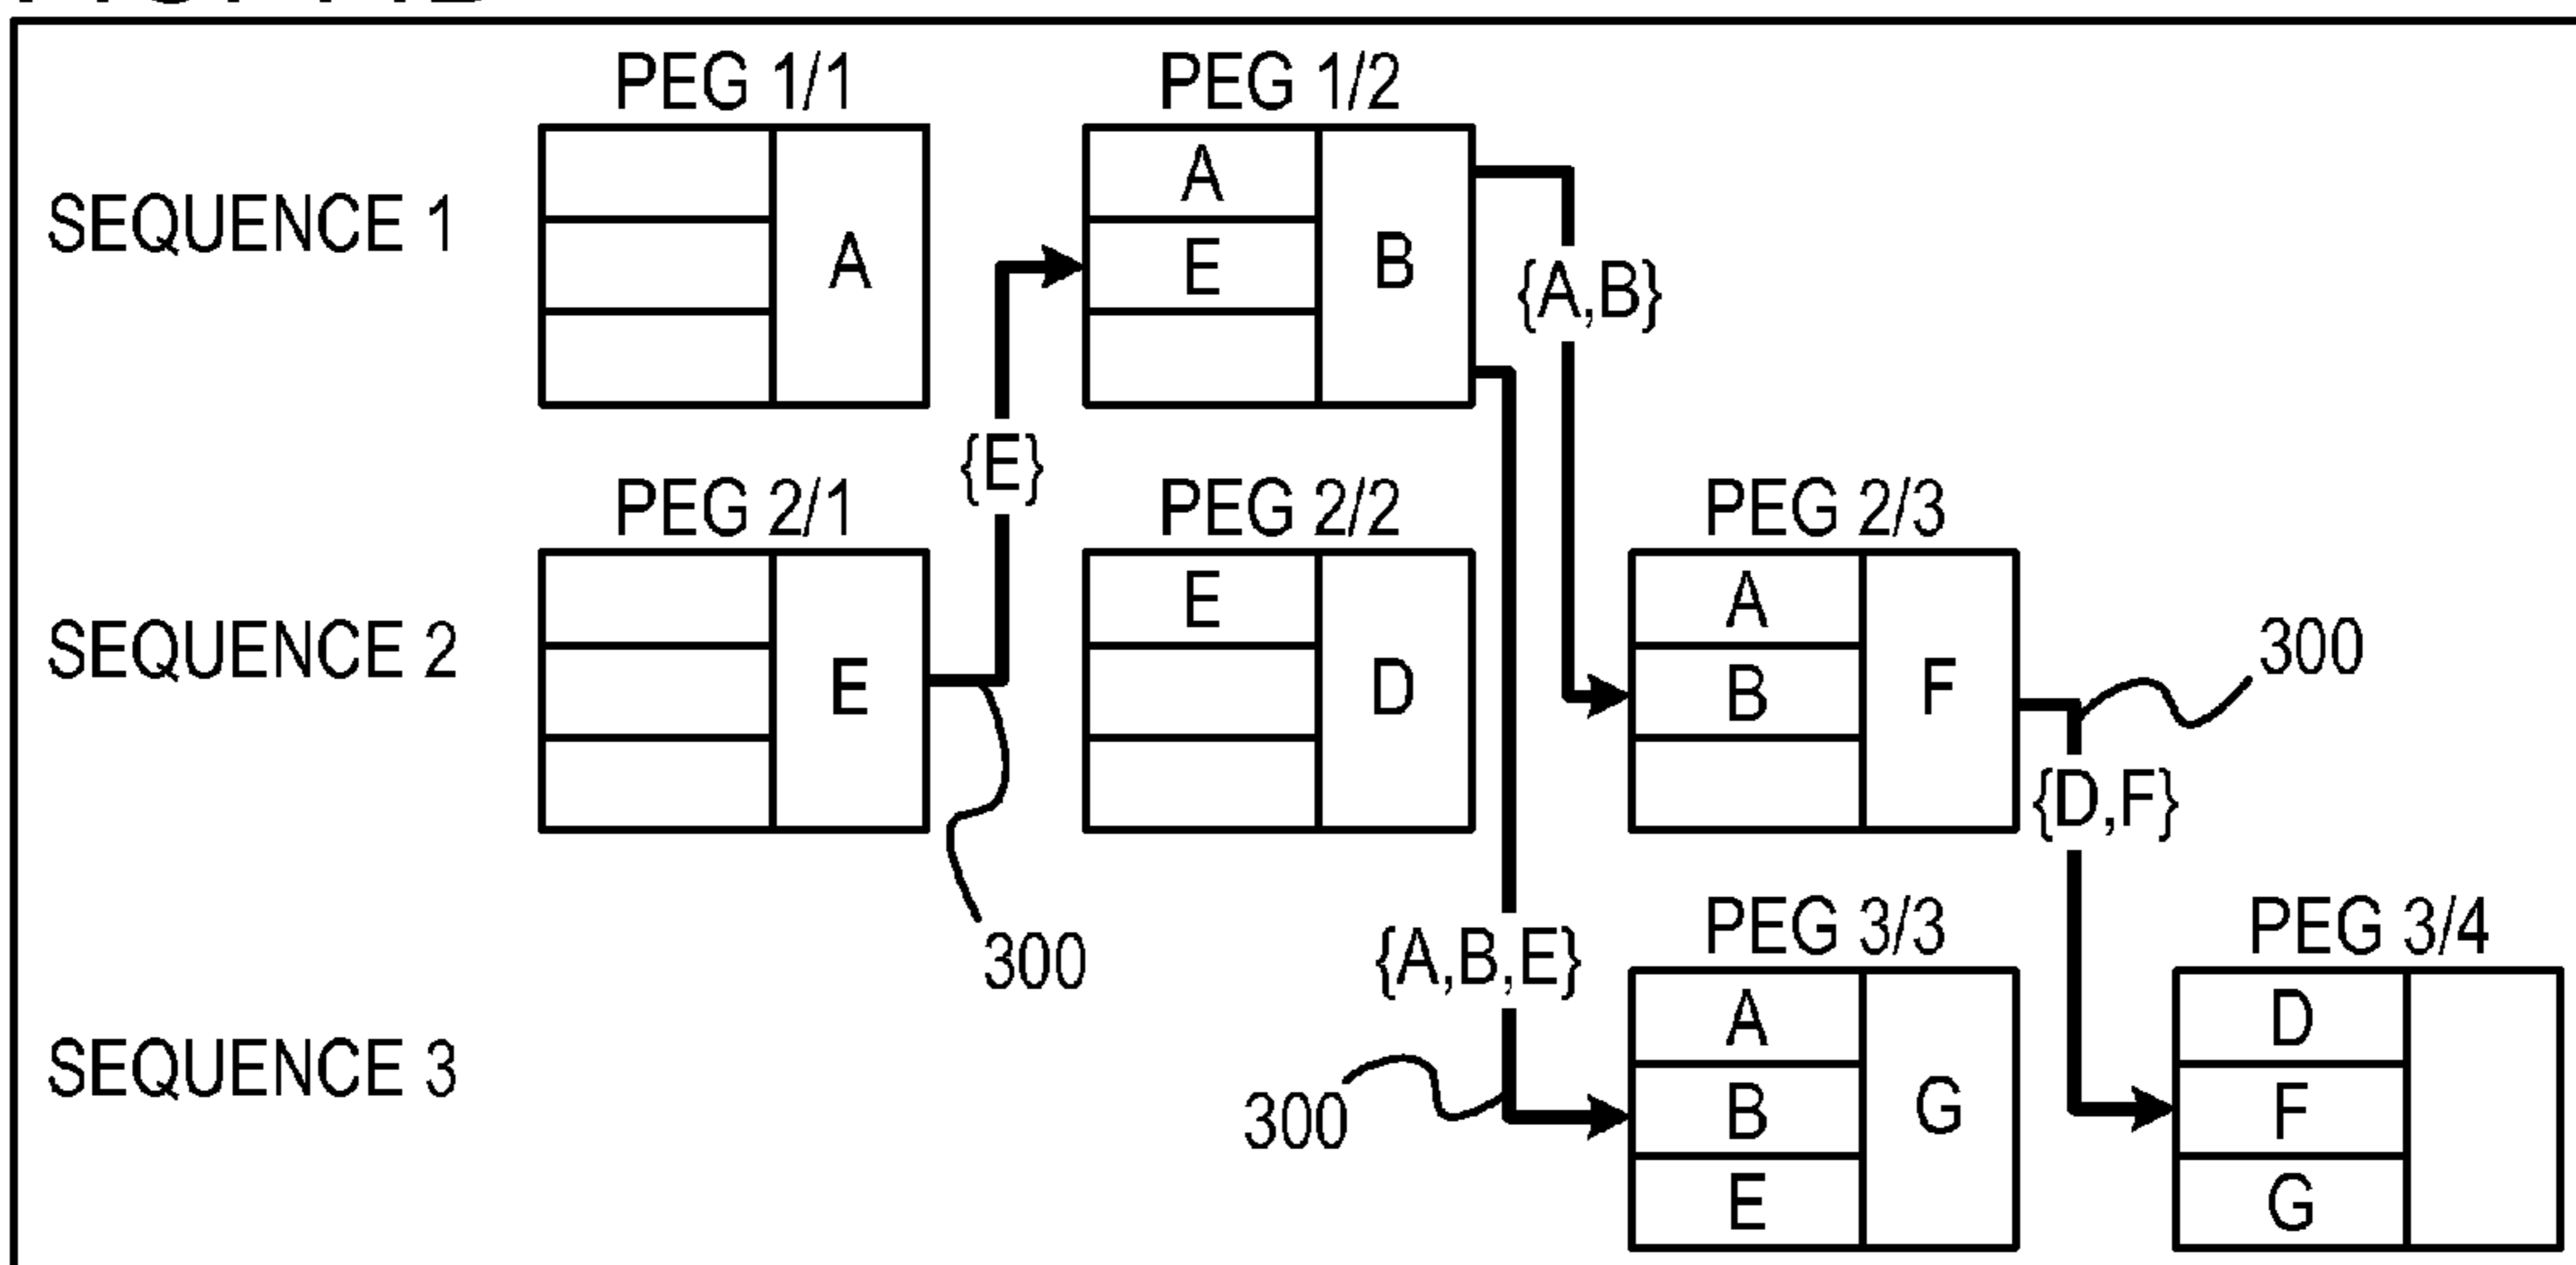 PEG 1/1
PEG 1/2
SEQUENCE 1
A
A
E
B
{A,B}
{E}
PEG 2/1
PEG 2/2
PEG 2/3
SEQUENCE 2
E
E
D
A
B
F
300
{D,F}
300
{A,B,E}
PEG 3/3
PEG 3/4
SEQUENCE 3
300
A
B
E
G
D
F
G